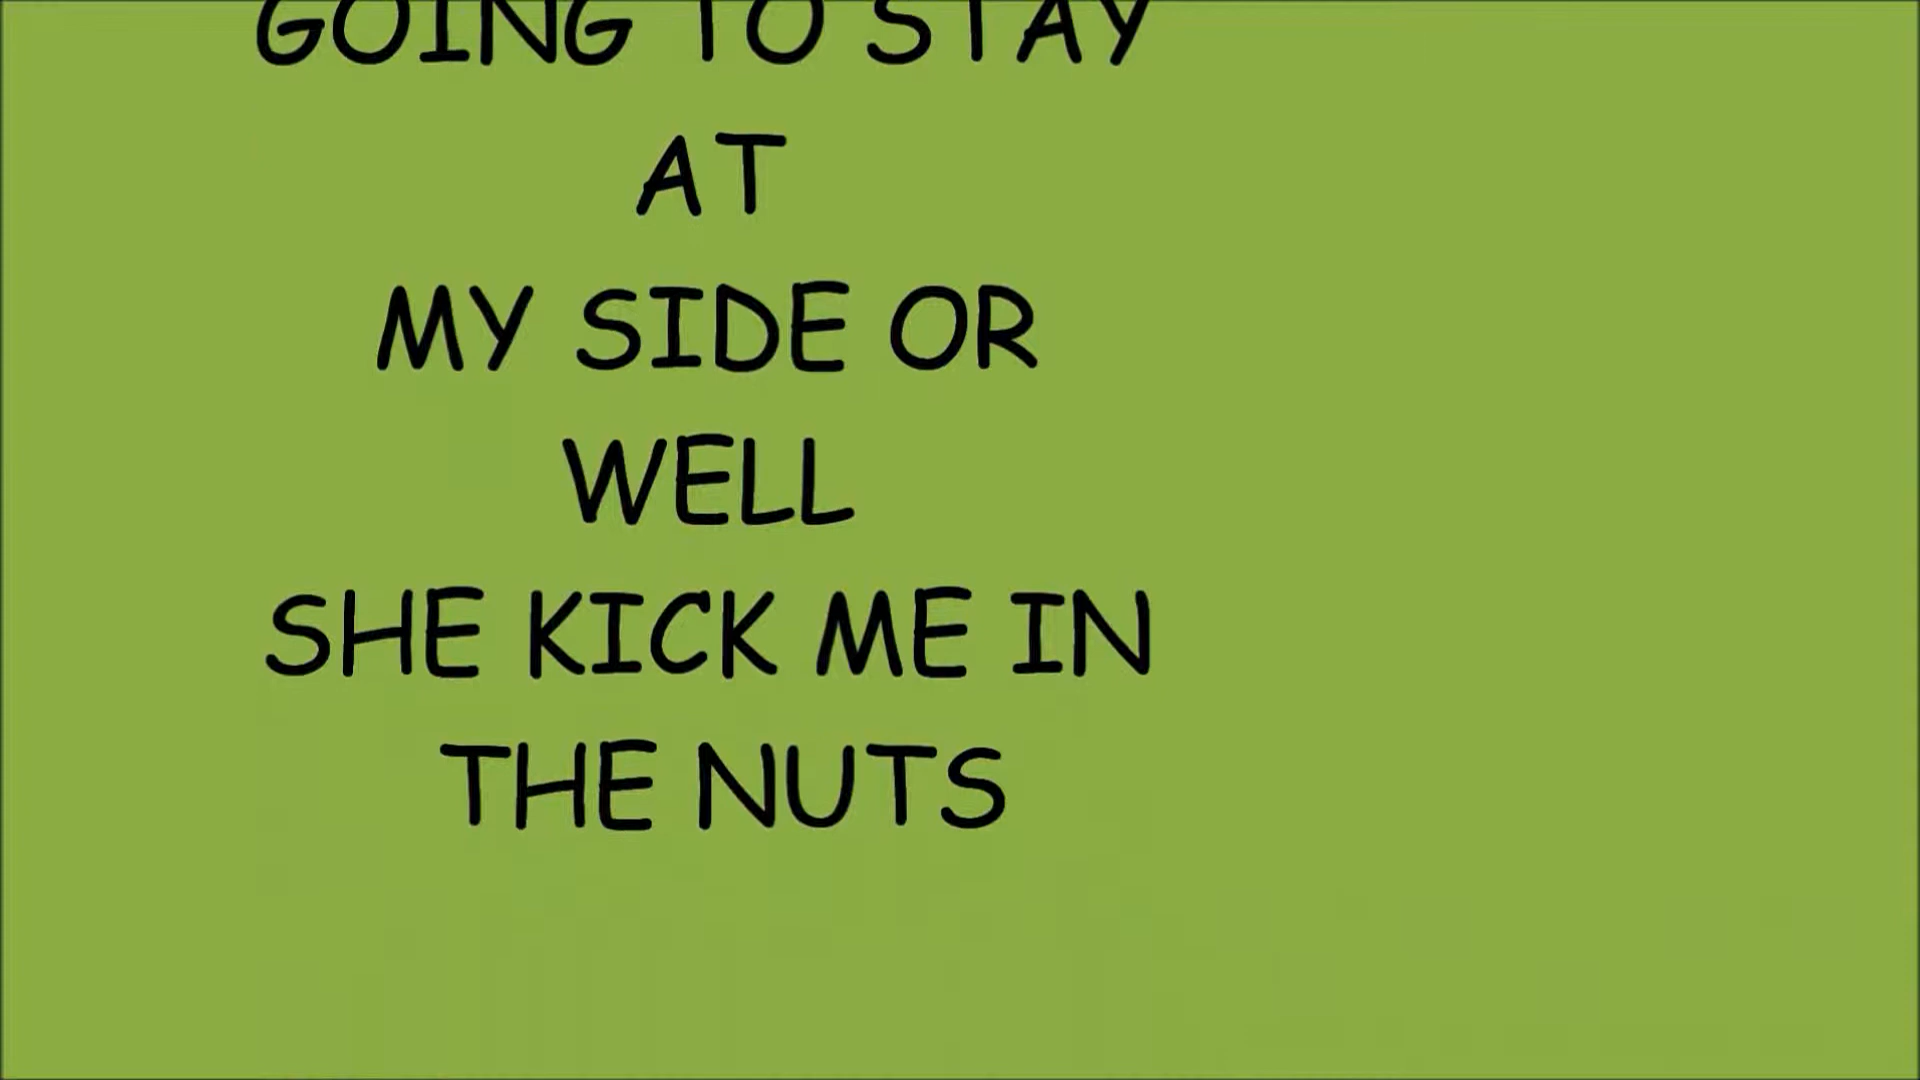 GOING TO STAY
AT
MY SIDE OR
WELL
SHE KICK ME IN
THE NUTS